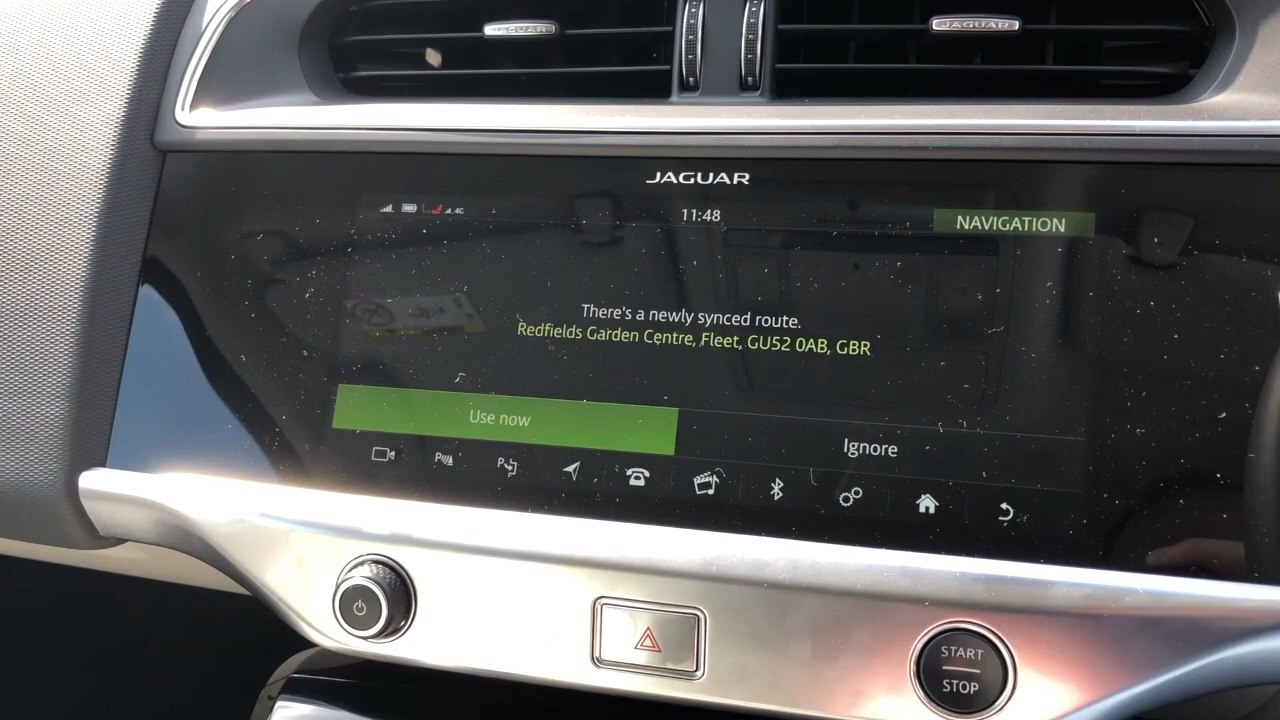 JAGUAR
JAGUAR
JAGUAR
4G
11:48
NAVIGATION
There's a newly synced route.
Redfields Garden Centre, Fleet, GU52 0AB, GBR
Use now
Ignore
P
P
START
STOP